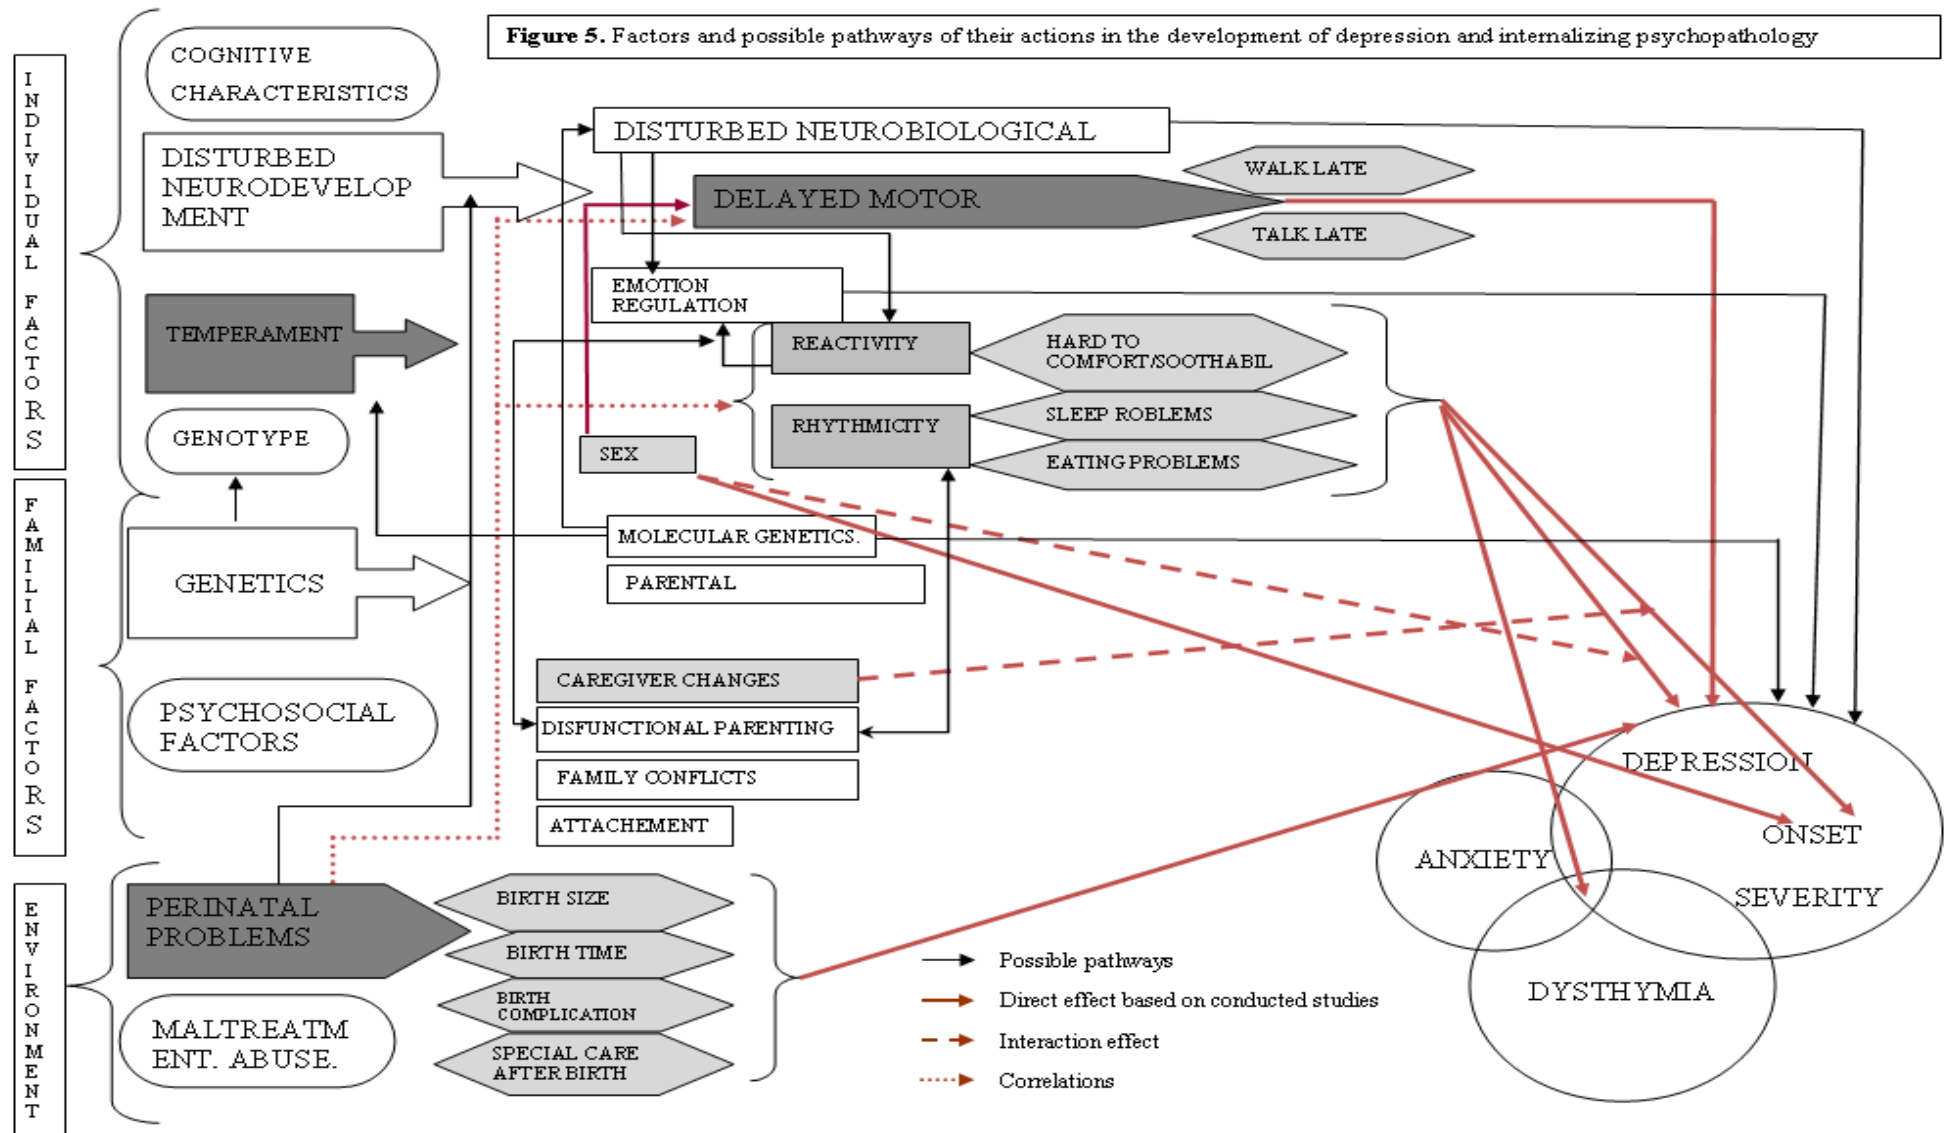 Figure 5. Factors and possible pathways of their actions in the development of depression and internalizing psychopathology
INDIVIDUAL FACTORS
COGNITIVE
CHARACTERISTICS
DISTURBED
NEURODEVELOP
MENT
TEMPERAMENT
GENOTYPE
DISTURBED NEUROBIOLOGICAL
DELAYED MOTOR
WALK LATE
TALK LATE
EMOTION
REGULATION
REACTIVITY
HARD TO
COMFORT/SOOTHABIL
RHYTHMICITY
SLEEP ROBLEMS
EATING PROBLEMS
SEX
FAMILIAL FACTORS
GENETICS
PSYCHOSOCIAL
FACTORS
MOLECULAR GENETICS.
PARENTAL
CAREGIVER CHANGES
DISFUNCTIONAL PARENTING
FAMILY CONFLICTS
ATTACHEMENT
DEPRESSION
ONSET
SEVERITY
ANXIETY
DYSTHYMIA
ENVIRONMENT
PERINATAL
PROBLEMS
MALTREATM
ENT. ABUSE.
BIRTH SIZE
BIRTH TIME
BIRTH
COMPLICATION
SPECIAL CARE
AFTER BIRTH
Possible pathways
Direct effect based on conducted studies
Interaction effect
Correlations